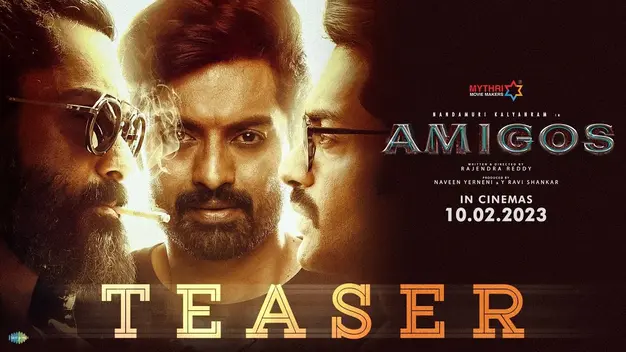 MYTHRI
MOVIE MAKERS
NANDAMURI KALYANRAM IN
AMIGOS
WRITTEN & DIRECTED BY
RAJENDRA REDDY
PRODUCED BY
NAVEEN YERNENI & Y RAVI SHANKAR
IN CINEMAS
10.02.2023
TEASER